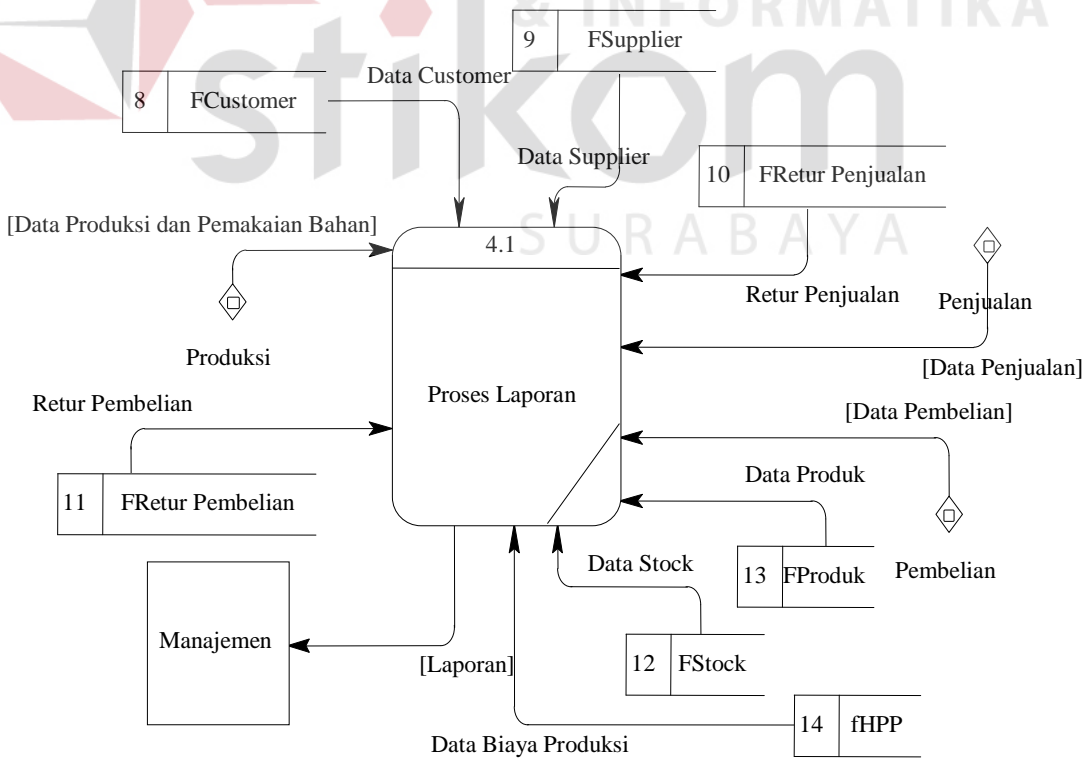 & INFORMATIKA
stikom
SURABAYA
9 FSupplier
Data Customer
8 FCustomer
Data Supplier
10 FRetur Penjualan
[Data Produksi dan Pemakaian Bahan]
4.1
Retur Penjualan
Penjualan
Produksi
[Data Penjualan]
Proses Laporan
Retur Pembelian
[Data Pembelian]
Data Produk
11 FRetur Pembelian
Data Stock
13 FProduk
Pembelian
Manajemen
[Laporan]
12 FStock
14 fHPP
Data Biaya Produksi